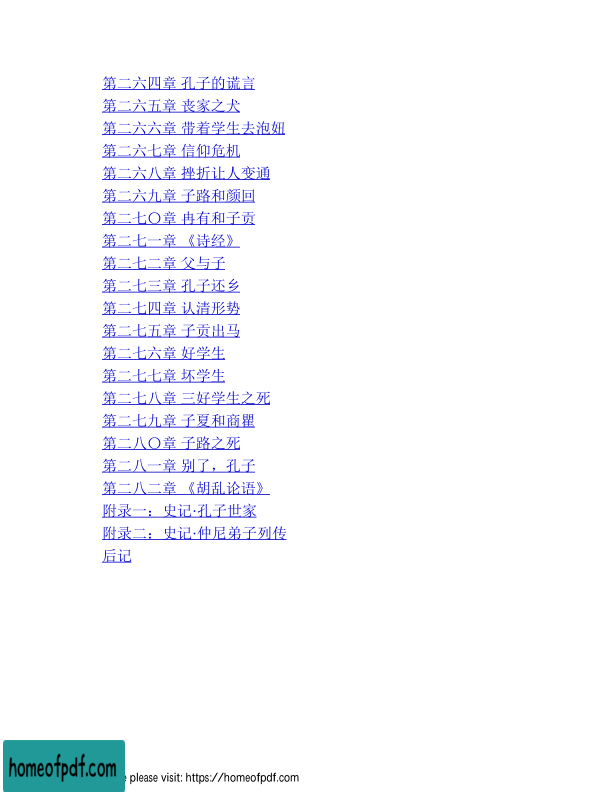 第二六四章 孔子的谎言
第二六五章 丧家之犬
第二六六章 带着学生去泡妞
第二六七章 信仰危机
第二六八章 挫折让人变通
第二六九章 子路和颜回
第二七〇章 冉有和子贡
第二七一章 《诗经》
第二七二章 父与子
第二七三章 孔子还乡
第二七四章 认清形势
第二七五章 子贡出马
第二七六章 好学生
第二七七章 坏学生
第二七八章 三好学生之死
第二七九章 子夏和商瞿
第二八〇章 子路之死
第二八一章 别了，孔子
第二八二章 《胡乱论语》
附录一：史记·孔子世家
附录二：史记·仲尼弟子列传
后记
homeofpdf.com
please visit: https://homeofpdf.com